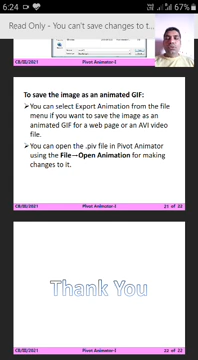 6:24
Read Only - You can't save changes to t...
CB/III/2021 Pivot Animator-I
To save the image as an animated GIF:
You can select Export Animation from the file
menu if you want to save the image as an
animated GIF for a web page or an AVI video
file.
You can open the .piv file in Pivot Animator
using the File→Open Animation for making
changes to it.
CB/III/2021 Pivot Animator-I 21 of 22
Thank You
CB/III/2021 Pivot Animator-I 22 of 22